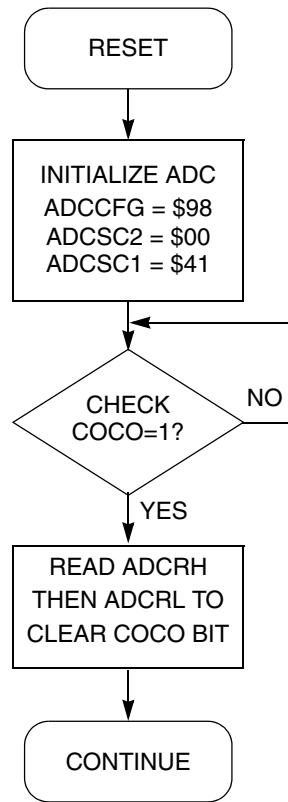 RESET
INITIALIZE ADC
ADCCFG = $98
ADCSC2 = $00
ADCSC1 = $41
CHECK
COCO=1?
NO
YES
READ ADCRH
THEN ADCRL TO
CLEAR COCO BIT
CONTINUE